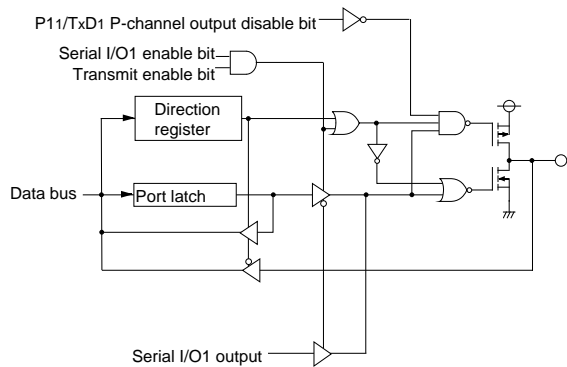 P11/TxD1 P-channel output disable bit
Serial I/O1 enable bit
Transmit enable bit
Direction
register
Data bus
Port latch
Serial I/O1 output